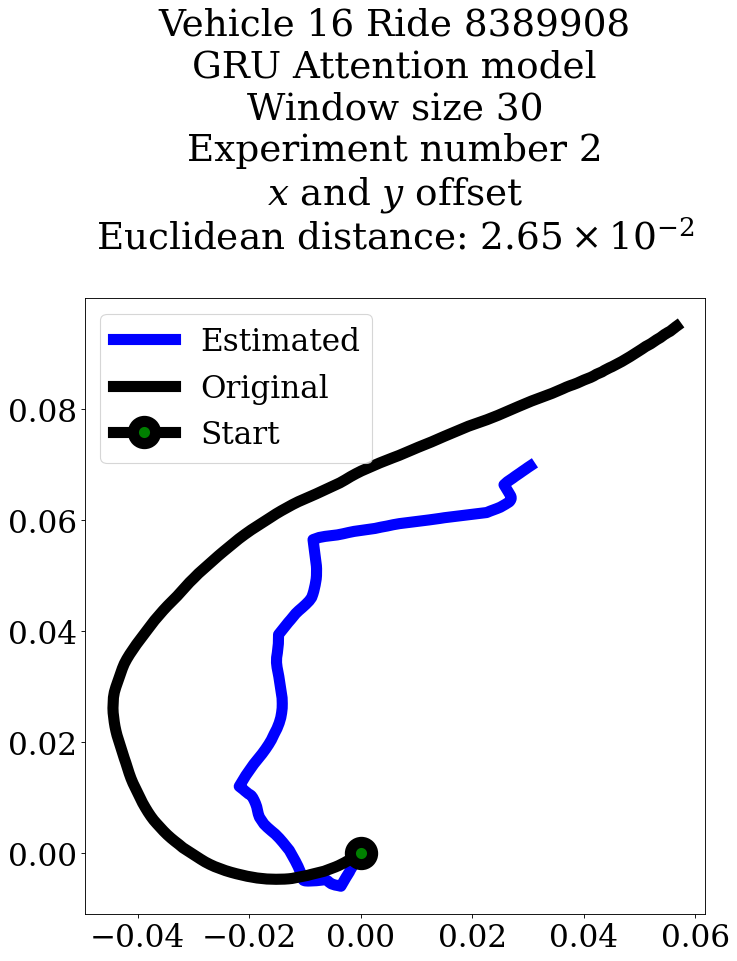 Vehicle 16 Ride 8389908
GRU Attention model
Window size 30
Experiment number 2
x and y offset
Euclidean distance: 2.65 × 10⁻²
Estimated
Original
Start
0.08
0.06
0.04
0.02
0.00
−0.04 −0.02 0.00 0.02 0.04 0.06